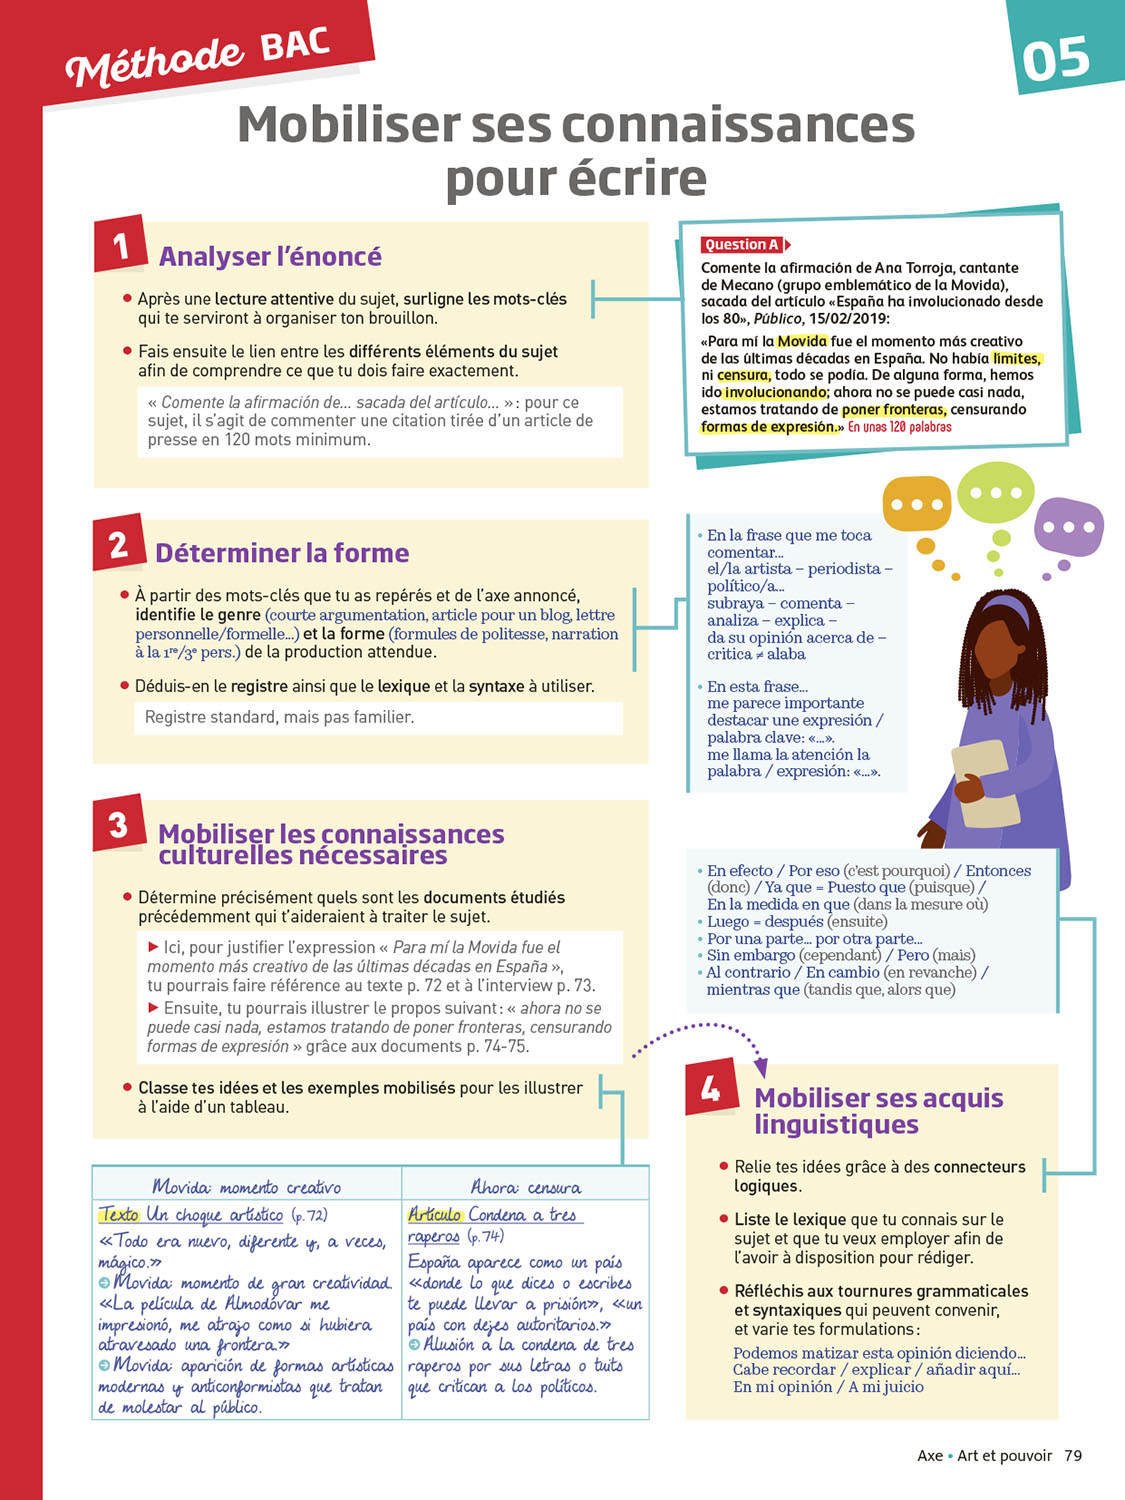 Méthode BAC
05
Mobiliser ses connaissances
pour écrire
1
Analyser l’énoncé
• Après une lecture attentive du sujet, surligne les mots-clés
qui te serviront à organiser ton brouillon.
• Fais ensuite le lien entre les différents éléments du sujet
afin de comprendre ce que tu dois faire exactement.
« Comente la afirmación de... sacada del artículo... » : pour ce
sujet, il s’agit de commenter une citation tirée d’un article de
presse en 120 mots minimum.
Question A
Comente la afirmación de Ana Torroja, cantante
de Mecano (grupo emblemático de la Movida),
sacada del artículo «España ha involucionado desde
los 80», Público, 15/02/2019:
«Para mí la Movida fue el momento más creativo
de las últimas décadas en España. No había límites,
ni censura, todo se podía. De alguna forma, hemos
ido involucionando; ahora no se puede casi nada,
estamos tratando de poner fronteras, censurando
formas de expresión.» En unas 120 palabras
2
Déterminer la forme
• À partir des mots-clés que tu as repérés et de l’axe annoncé,
identifie le genre (courte argumentation, article pour un blog, lettre
personnelle/formelle...) et la forme (formules de politesse, narration
à la 1re/3e pers.) de la production attendue.
• Déduis-en le registre ainsi que le lexique et la syntaxe à utiliser.
Registre standard, mais pas familier.
• En la frase que me toca
comentar...
el/la artista – periodista –
político/a...
subraya – comenta –
analiza – explica –
da su opinión acerca de –
critica ≠ alaba
• En esta frase...
me parece importante
destacar une expresión /
palabra clave: «...».
me llama la atención la
palabra / expresión: «...».
3
Mobiliser les connaissances
culturelles nécessaires
• Détermine précisément quels sont les documents étudiés
précédemment qui t’aideraient à traiter le sujet.
► Ici, pour justifier l’expression « Para mí la Movida fue el
momento más creativo de las últimas décadas en España »,
tu pourrais faire référence au texte p. 72 et à l’interview p. 73.
► Ensuite, tu pourrais illustrer le propos suivant : « ahora no se
puede casi nada, estamos tratando de poner fronteras, censurando
formas de expresión » grâce aux documents p. 74-75.
• Classe tes idées et les exemples mobilisés pour les illustrer
à l’aide d’un tableau.
Movida: momento creativo
Texto Un choque artístico (p.72)
«Todo era nuevo, diferente y, a veces,
mágico.»
➔ Movida: momento de gran creatividad.
«La película de Almodóvar me
impresionó, me atrajo como si hubiera
atravesado una frontera.»
➔ Movida: aparición de formas artísticas
modernas y anticonformistas que tratan
de molestar al público.
Ahora: censura
Artículo Condena a tres
raperos (p.74)
España aparece como un país
«donde lo que dices o escribes
te puede llevar a prisión», «un
país con dejes autoritarios.»
➔ Alusión a la condena de tres
raperos por sus letras o tuits
que critican a los políticos.
• En efecto / Por eso (c’est pourquoi) / Entonces
(donc) / Ya que = Puesto que (puisque) /
En la medida en que (dans la mesure où)
• Luego = después (ensuite)
• Por una parte... por otra parte...
• Sin embargo (cependant) / Pero (mais)
• Al contrario / En cambio (en revanche) /
mientras que (tandis que, alors que)
4
Mobiliser ses acquis
linguistiques
• Relie tes idées grâce à des connecteurs
logiques.
• Liste le lexique que tu connais sur le
sujet et que tu veux employer afin de
l’avoir à disposition pour rédiger.
• Réfléchis aux tournures grammaticales
et syntaxiques qui peuvent convenir,
et varie tes formulations :
Podemos matizar esta opinión diciendo...
Cabe recordar / explicar / añadir aquí...
En mi opinión / A mi juicio
Axe • Art et pouvoir 79